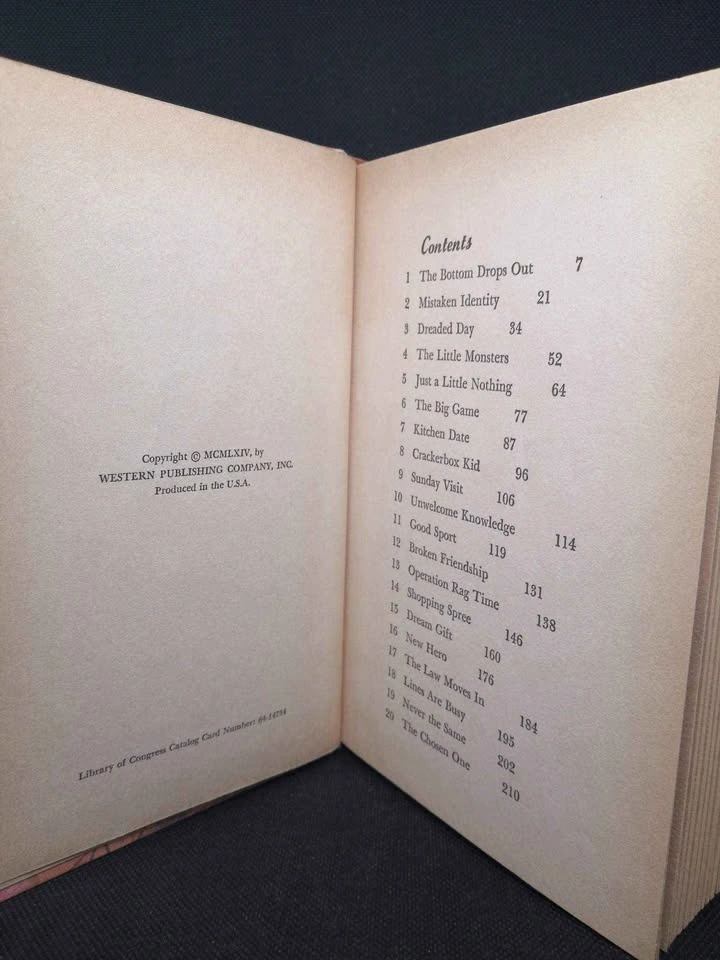 Copyright © MCMLXIV, by
WESTERN PUBLISHING COMPANY, INC.
Produced in the U.S.A.
Library of Congress Catalog Card Number: 64-14734
Contents
1 The Bottom Drops Out 7
2 Mistaken Identity 21
3 Dreaded Day 34
4 The Little Monsters 52
5 Just a Little Nothing 64
6 The Big Game 77
7 Kitchen Date 87
8 Crackerbox Kid 96
9 Sunday Visit 106
10 Unwelcome Knowledge 114
11 Good Sport 119
12 Broken Friendship 131
13 Operation Rag Time 138
14 Shopping Spree 146
15 Dream Gift 160
16 New Hero 176
17 The Law Moves In 184
18 Lines Are Busy 195
19 Never the Same 202
20 The Chosen One 210